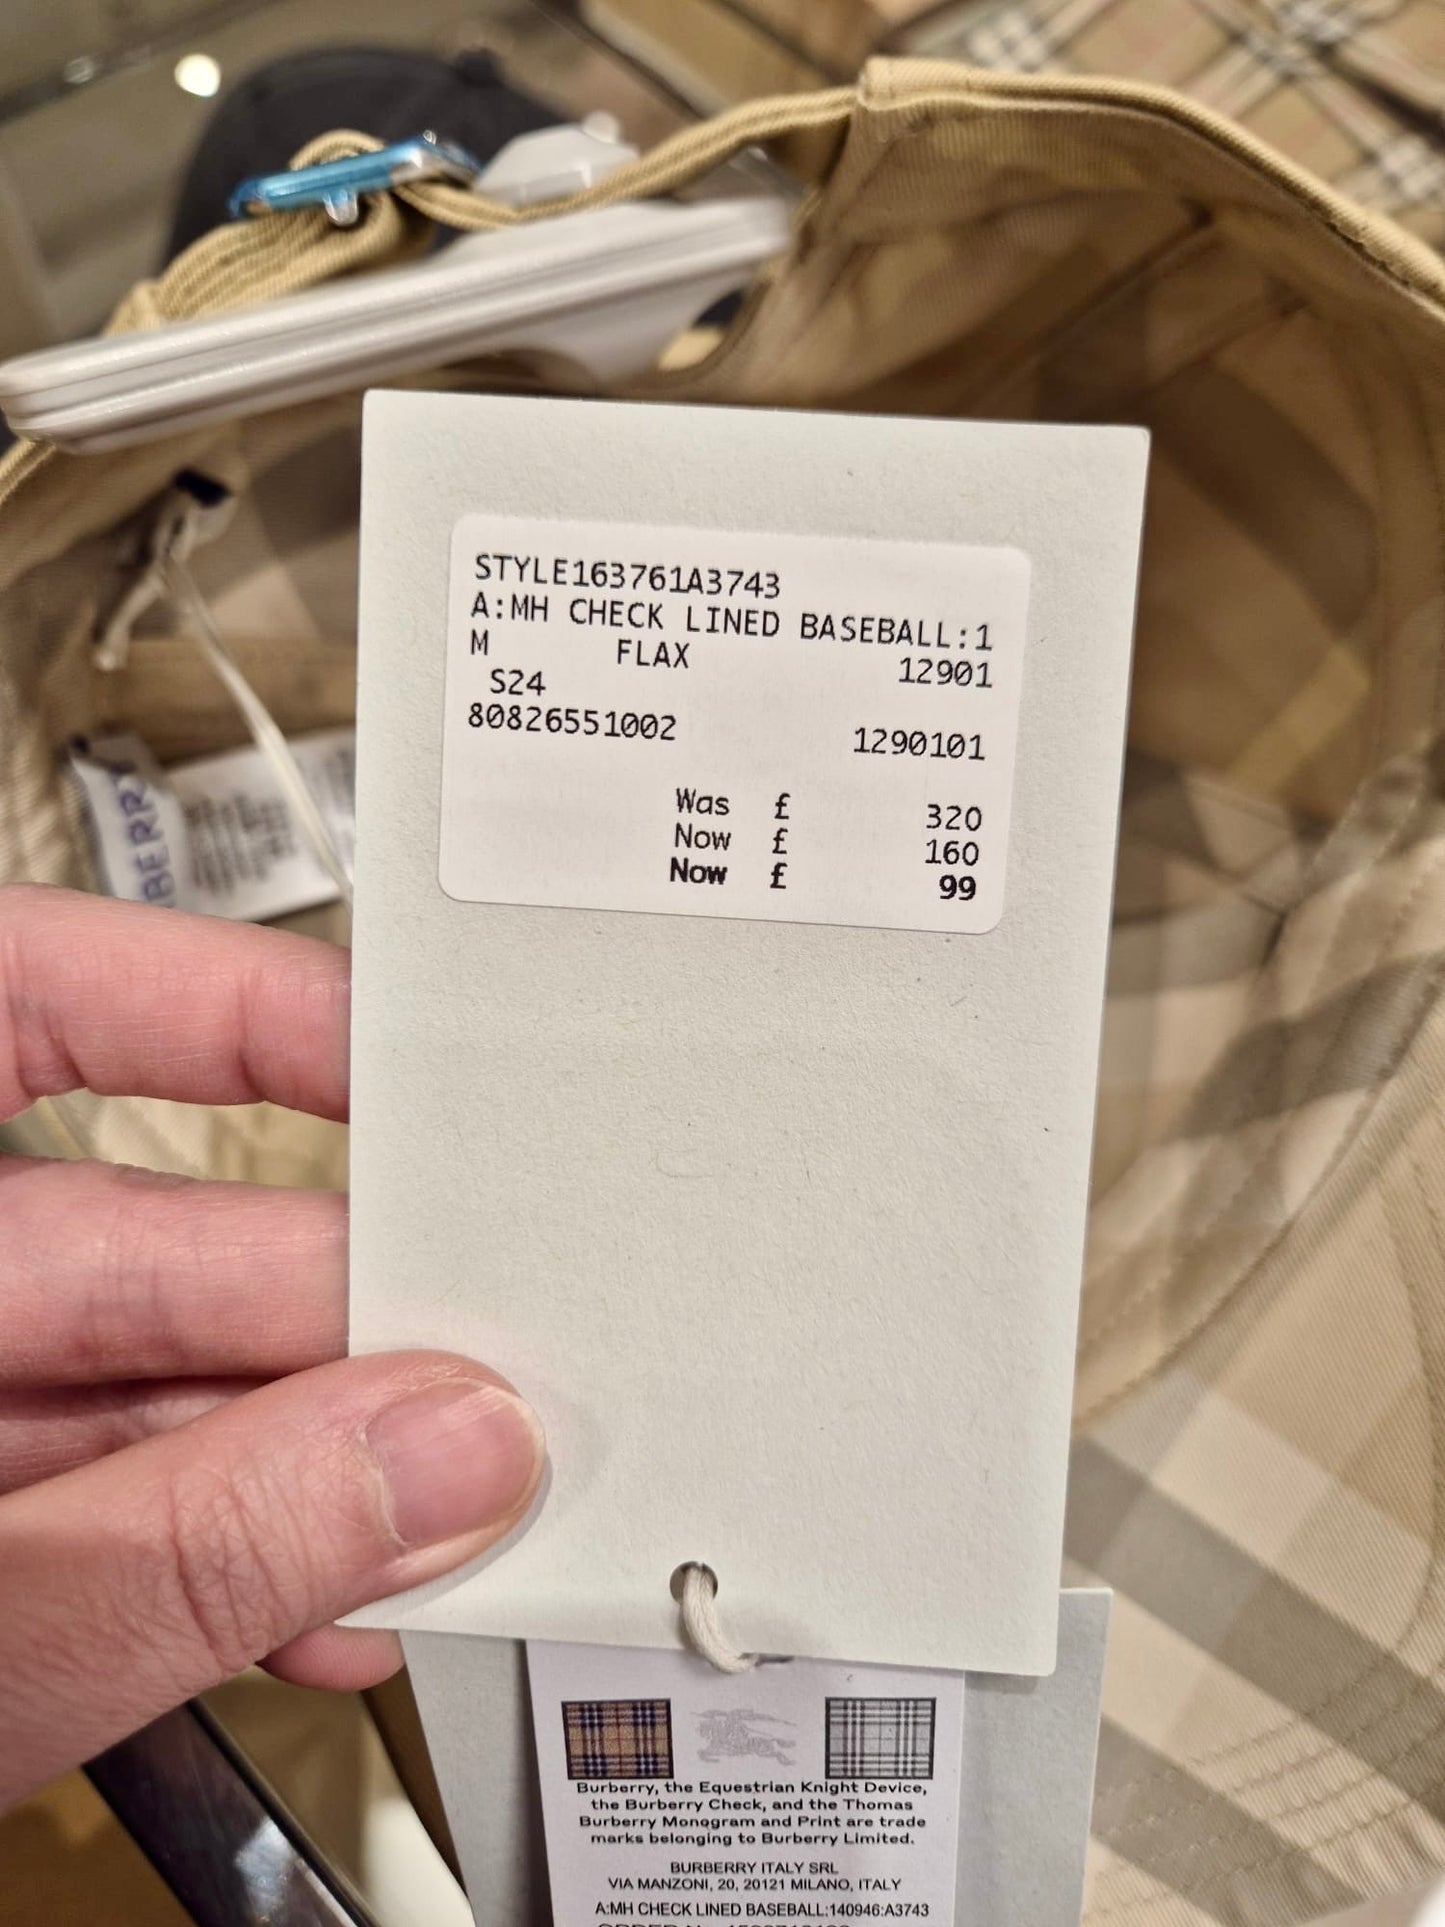 STYLE163761A3743
A:MH CHECK LINED BASEBALL:1
M FLAX 12901
S24
80826551002 1290101
Was £ 320
Now £ 160
Now £ 99
BERRY
Burberry, the Equestrian Knight Device,
the Burberry Check, and the Thomas
Burberry Monogram and Print are trade
marks belonging to Burberry Limited.
BURBERRY ITALY SRL
VIA MANZONI, 20, 20121 MILANO, ITALY
A:MH CHECK LINED BASEBALL:140946:A3743